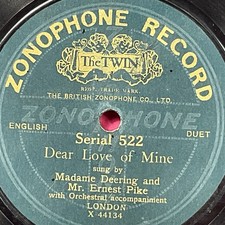 ZONOPHONE RECORD
The TWIN
REGD. TRADE MARK.
THE BRITISH ZONOPHONE CO., LTD.
ZONOPHONE
ENGLISH
DUET
Serial 522
Dear Love of Mine
sung by
Madame Deering and
Mr. Ernest Pike
with Orchestral accompaniment
LONDON
X 44134